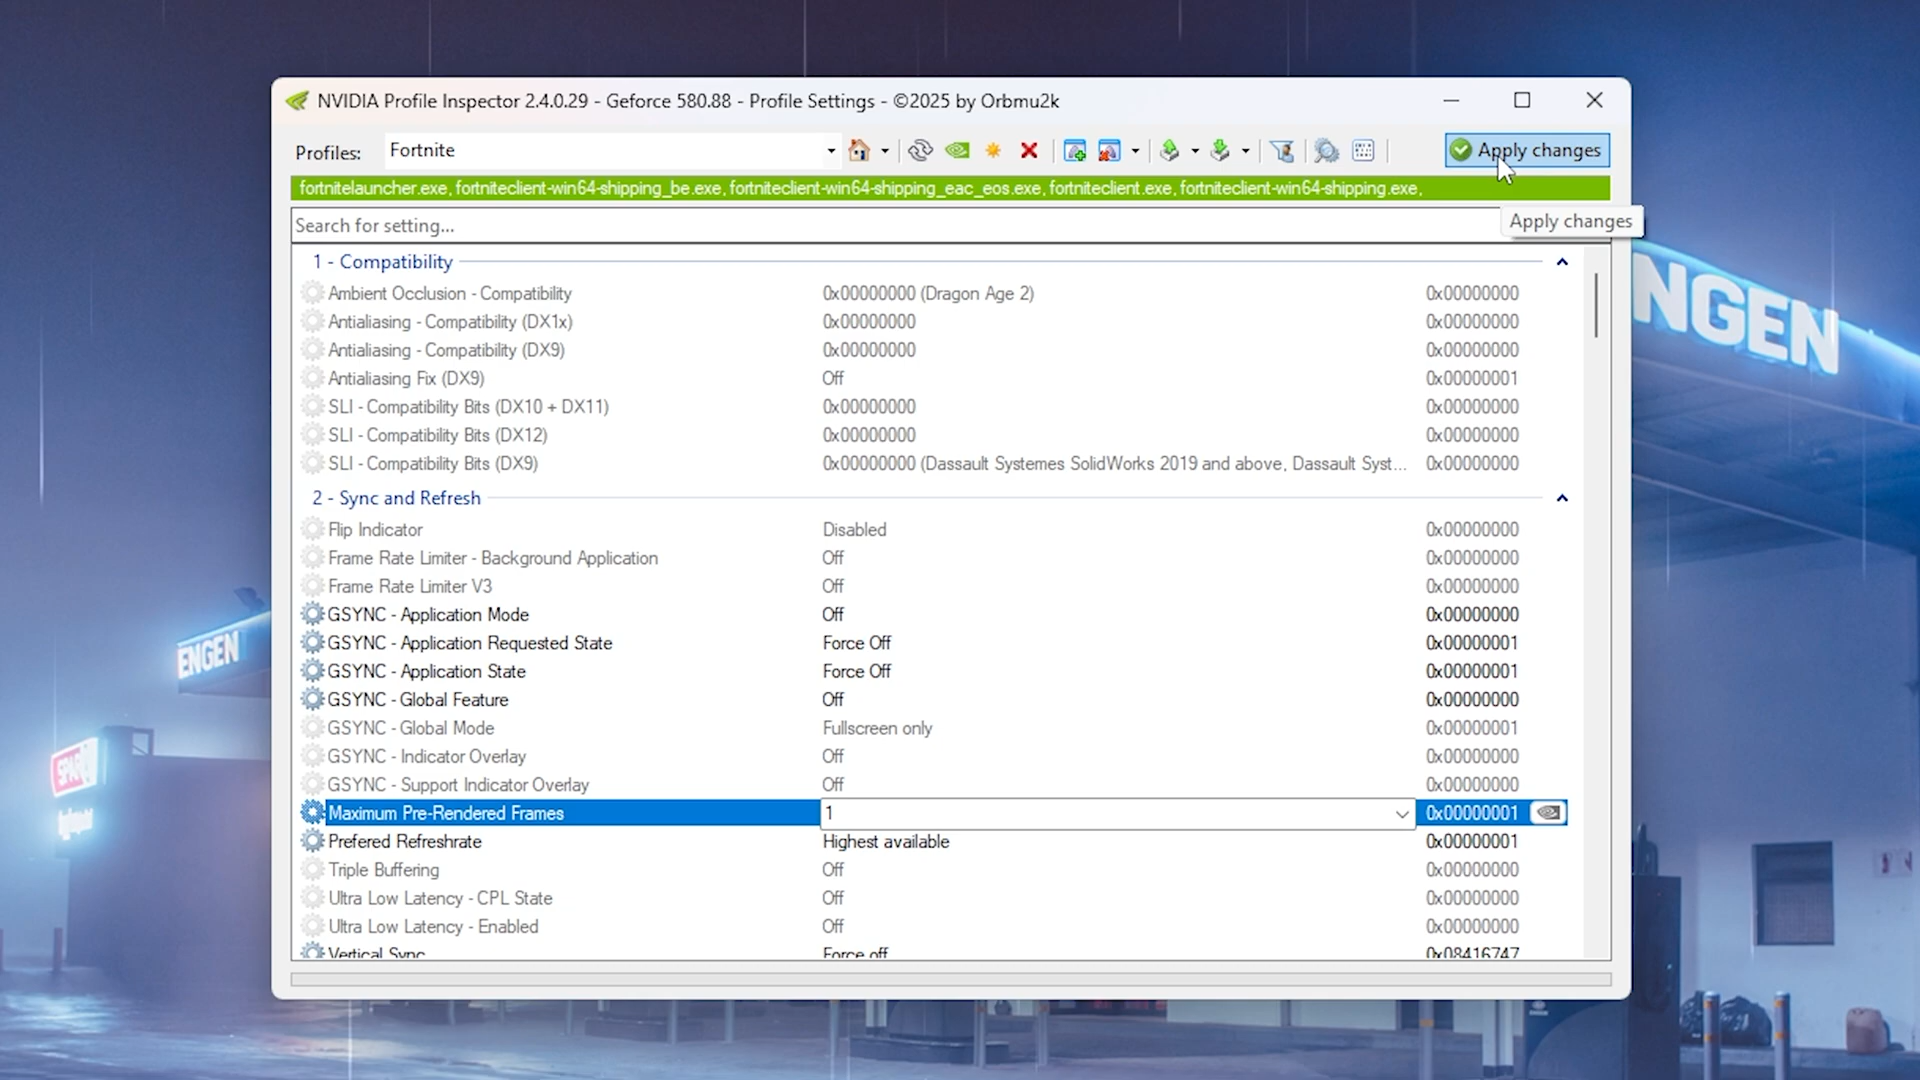 NVIDIA Profile Inspector 2.4.0.29 - Geforce 580.88 - Profile Settings - ©2025 by Orbmu2k
Profiles: Fortnite Apply changes
fortnitelauncher.exe, fortniteclient-win64-shipping_be.exe, fortniteclient-win64-shipping_eac_eos.exe, fortniteclient.exe, fortniteclient-win64-shipping.exe,
Search for setting...
Apply changes
1 - Compatibility
Ambient Occlusion - Compatibility 0x00000000 (Dragon Age 2) 0x00000000
Antialiasing - Compatibility (DX1x) 0x00000000 0x00000000
Antialiasing - Compatibility (DX9) 0x00000000 0x00000000
Antialiasing Fix (DX9) Off 0x00000001
SLI - Compatibility Bits (DX10 + DX11) 0x00000000 0x00000000
SLI - Compatibility Bits (DX12) 0x00000000 0x00000000
SLI - Compatibility Bits (DX9) 0x00000000 (Dassault Systemes SolidWorks 2019 and above, Dassault Syst... 0x00000000
2 - Sync and Refresh
Flip Indicator Disabled 0x00000000
Frame Rate Limiter - Background Application Off 0x00000000
Frame Rate Limiter V3 Off 0x00000000
GSYNC - Application Mode Off 0x00000000
GSYNC - Application Requested State Force Off 0x00000001
GSYNC - Application State Force Off 0x00000001
GSYNC - Global Feature Off 0x00000000
GSYNC - Global Mode Fullscreen only 0x00000001
GSYNC - Indicator Overlay Off 0x00000000
GSYNC - Support Indicator Overlay Off 0x00000000
Maximum Pre-Rendered Frames 1 0x00000001
Prefered Refreshrate Highest available 0x00000001
Triple Buffering Off 0x00000000
Ultra Low Latency - CPL State Off 0x00000000
Ultra Low Latency - Enabled Off 0x00000000
Vertical Sync Force off 0x08416747
NGEN
ENGEN
SPAR